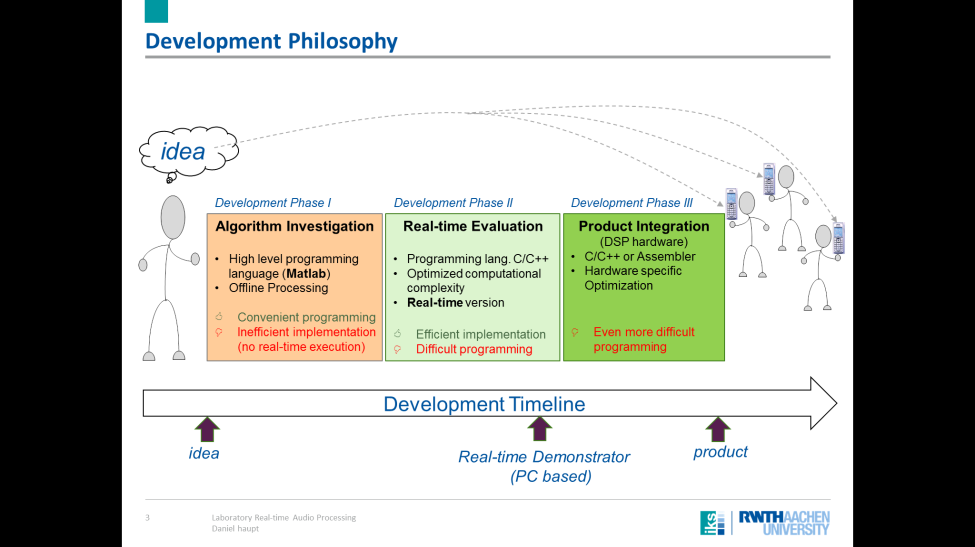 Development Philosophy
idea
Development Phase I
Algorithm Investigation
• High level programming
language (Matlab)
• Offline Processing
Convenient programming
Inefficient implementation
(no real-time execution)
Development Phase II
Real-time Evaluation
• Programming lang. C/C++
• Optimized computational
complexity
• Real-time version
Efficient implementation
Difficult programming
Development Phase III
Product Integration
(DSP hardware)
• C/C++ or Assembler
• Hardware specific
Optimization
Even more difficult
programming
Development Timeline
idea
Real-time Demonstrator
(PC based)
product
3
Laboratory Real-time Audio Processing
Daniel haupt
iks
RWTHAACHEN
UNIVERSITY